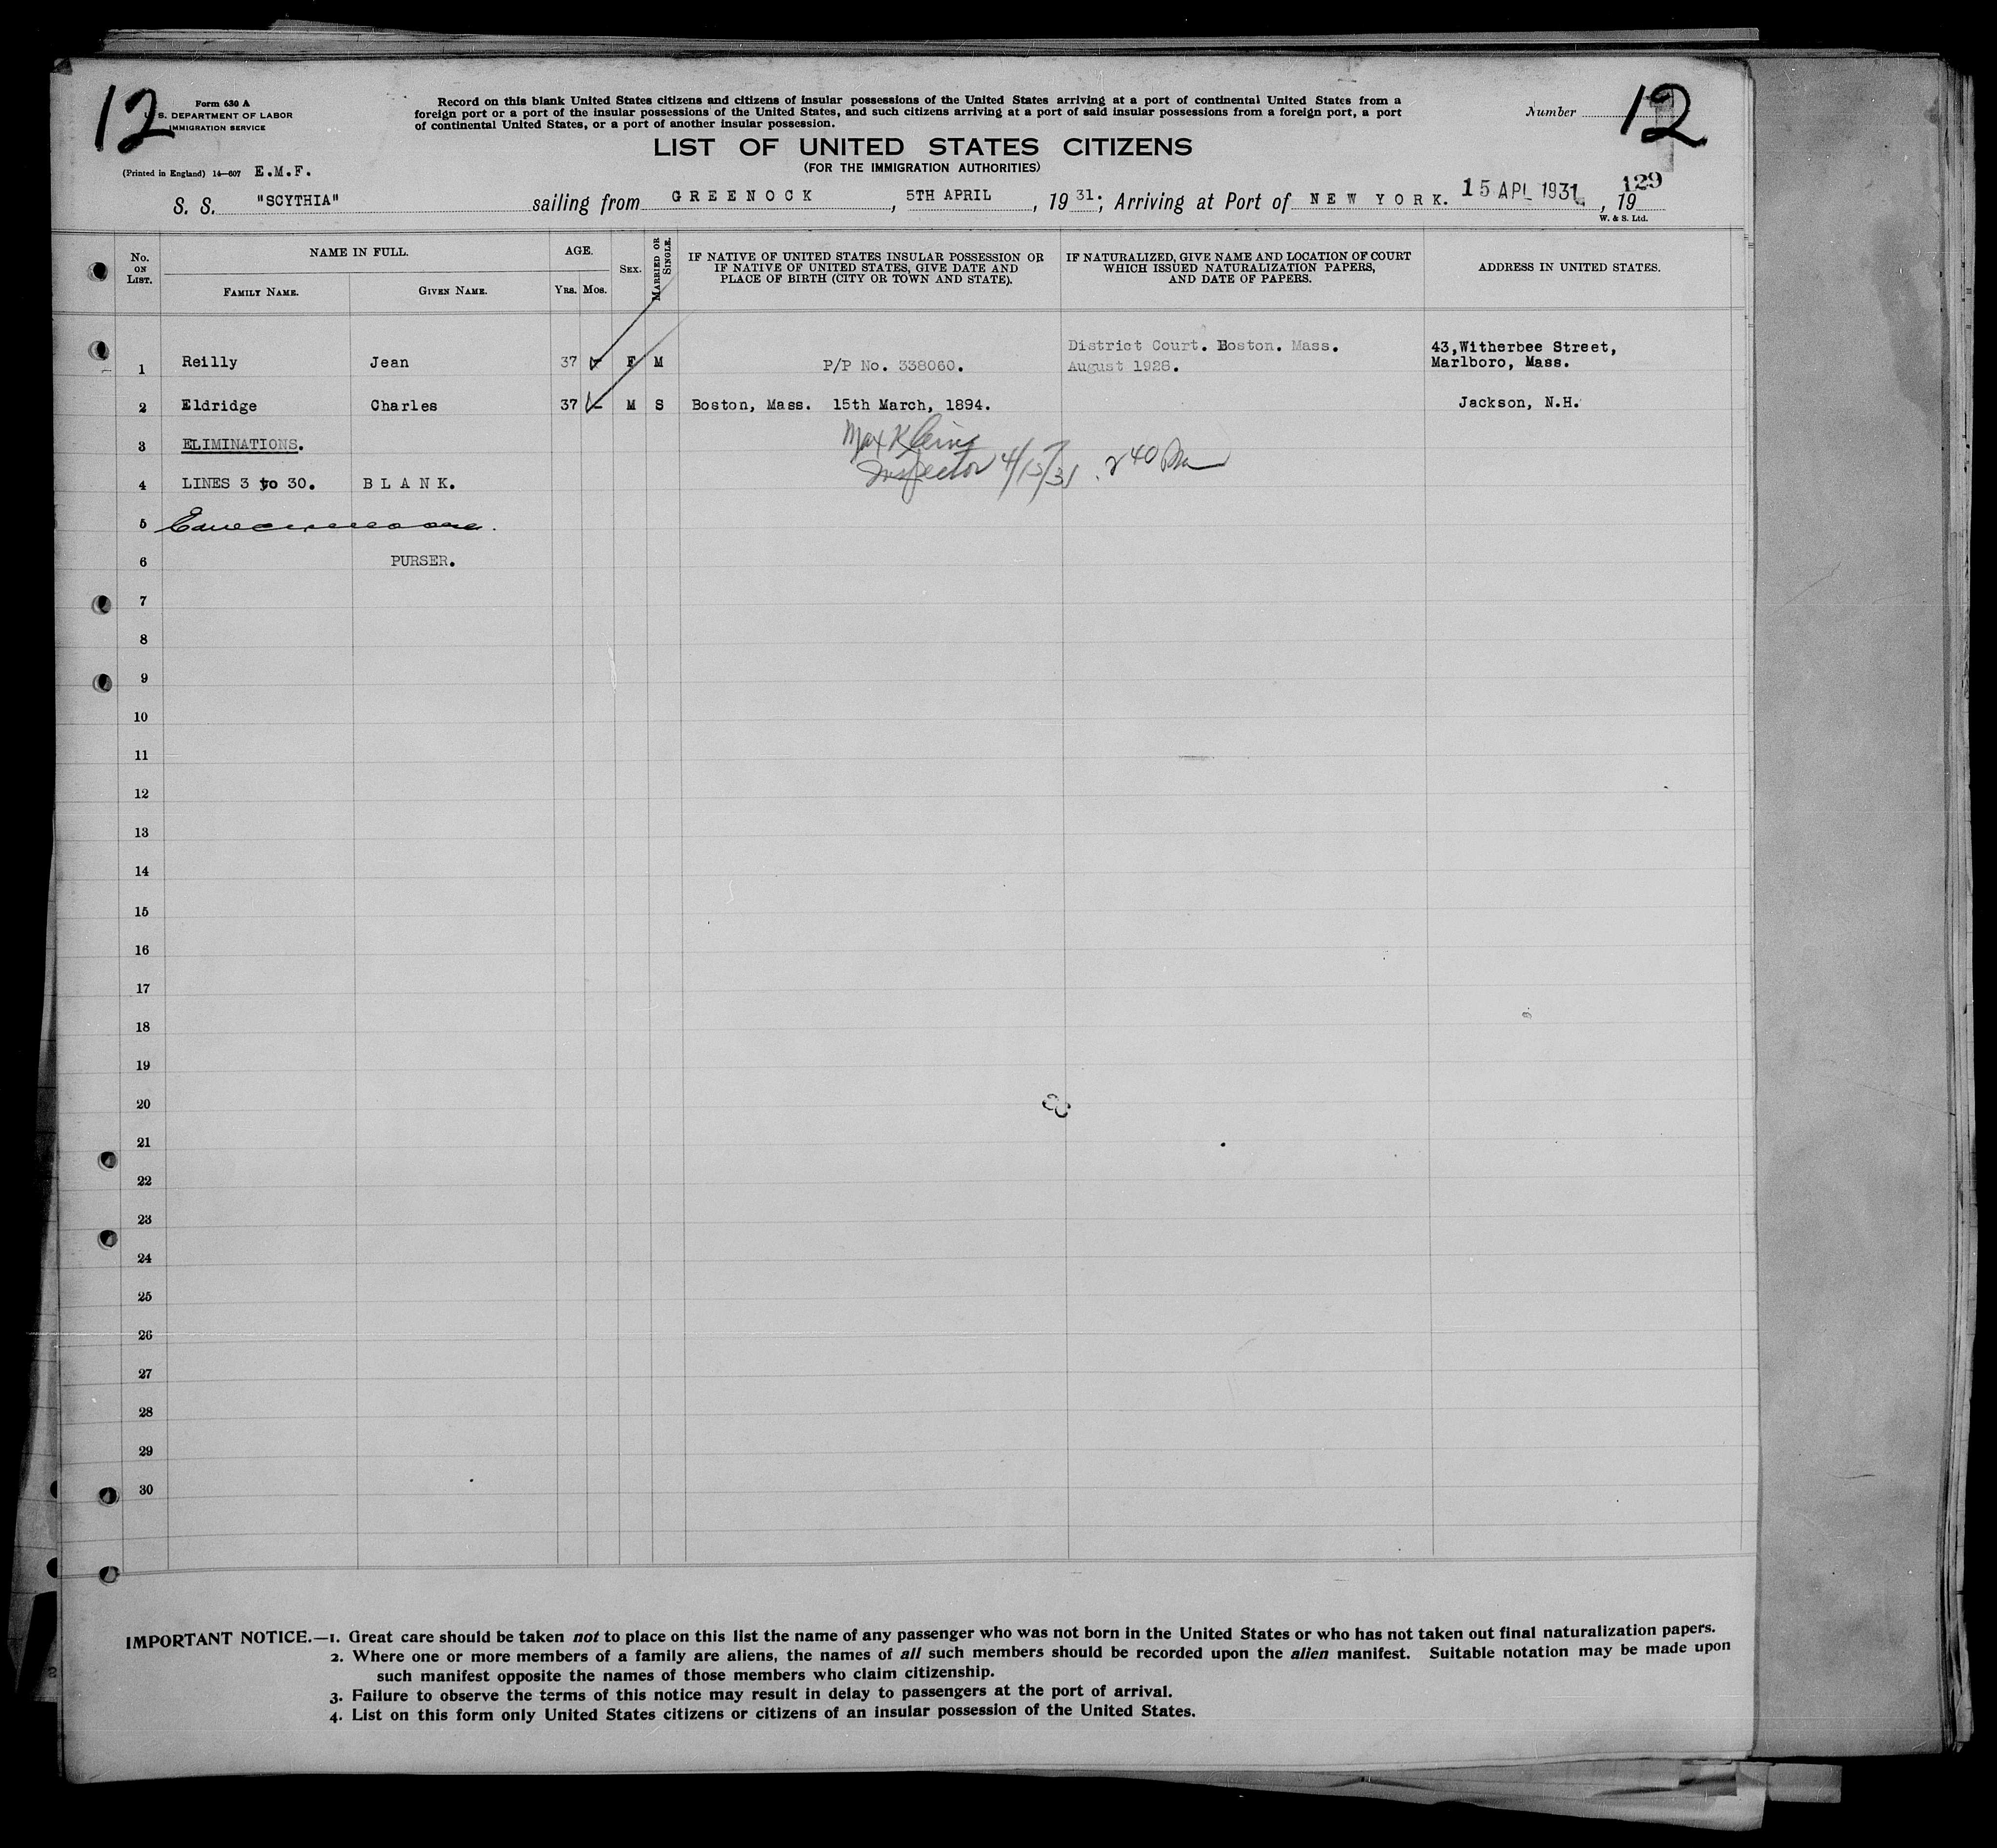 12
Form 630 A
U. S. DEPARTMENT OF LABOR
IMMIGRATION SERVICE
(Printed in England) 14—607 E.M.F.
Record on this blank United States citizens and citizens of insular possessions of the United States arriving at a port of continental United States from a
foreign port or a port of the insular possessions of the United States, and such citizens arriving at a port of said insular possessions from a foreign port, a port
of continental United States, or a port of another insular possession.
Number 12
LIST OF UNITED STATES CITIZENS
(FOR THE IMMIGRATION AUTHORITIES)
129
S. S. "SCYTHIA" sailing from GREENOCK, 5TH APRIL, 19 31; Arriving at Port of NEW YORK. 15 APL 1931, 19
W. & S. Ltd.
No. ON LIST.
NAME IN FULL.
FAMILY NAME. GIVEN NAME.
AGE.
YRS. MOS.
SEX.
MARRIED OR SINGLE.
IF NATIVE OF UNITED STATES INSULAR POSSESSION OR
IF NATIVE OF UNITED STATES, GIVE DATE AND
PLACE OF BIRTH (CITY OR TOWN AND STATE).
IF NATURALIZED, GIVE NAME AND LOCATION OF COURT
WHICH ISSUED NATURALIZATION PAPERS,
AND DATE OF PAPERS.
ADDRESS IN UNITED STATES.
1 Reilly Jean 37 F M P/P No. 338060. District Court. Boston. Mass.
August 1928.
43,Witherbee Street,
Marlboro, Mass.
2 Eldridge Charles 37 M S Boston, Mass. 15th March, 1894. Jackson, N.H.
3 ELIMINATIONS.
Max Kleins
Inspector 4/15/31 . 2 40 Pm
4 LINES 3 to 30. BLANK.
5
6 PURSER.
7
8
9
10
11
12
13
14
15
16
17
18
19
20
21
22
23
24
25
26
27
28
29
30
IMPORTANT NOTICE.—1. Great care should be taken not to place on this list the name of any passenger who was not born in the United States or who has not taken out final naturalization papers.
2. Where one or more members of a family are aliens, the names of all such members should be recorded upon the alien manifest. Suitable notation may be made upon
such manifest opposite the names of those members who claim citizenship.
3. Failure to observe the terms of this notice may result in delay to passengers at the port of arrival.
4. List on this form only United States citizens or citizens of an insular possession of the United States.